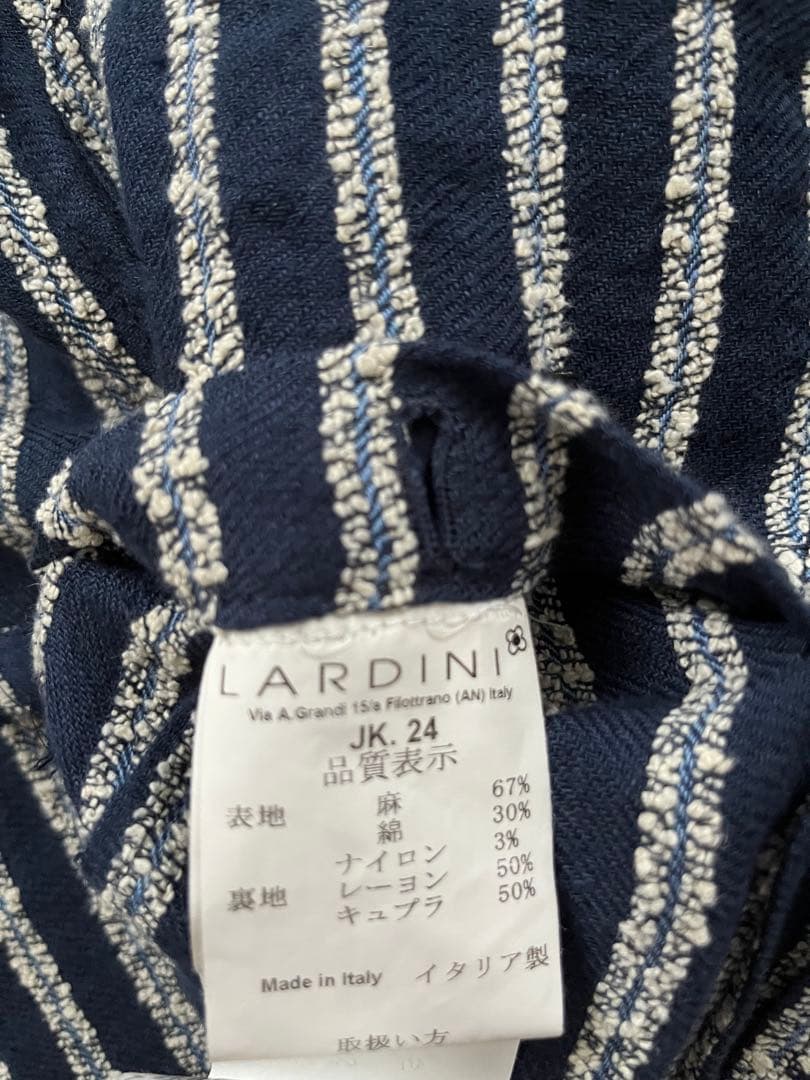 LARDINI
Via A. Grandi 15/a Filottrano (AN) Italy
JK. 24
品質表示
表地 麻 67%
綿 30%
ナイロン 3%
裏地 レーヨン 50%
キュプラ 50%
Made in Italy イタリア製
取扱い方